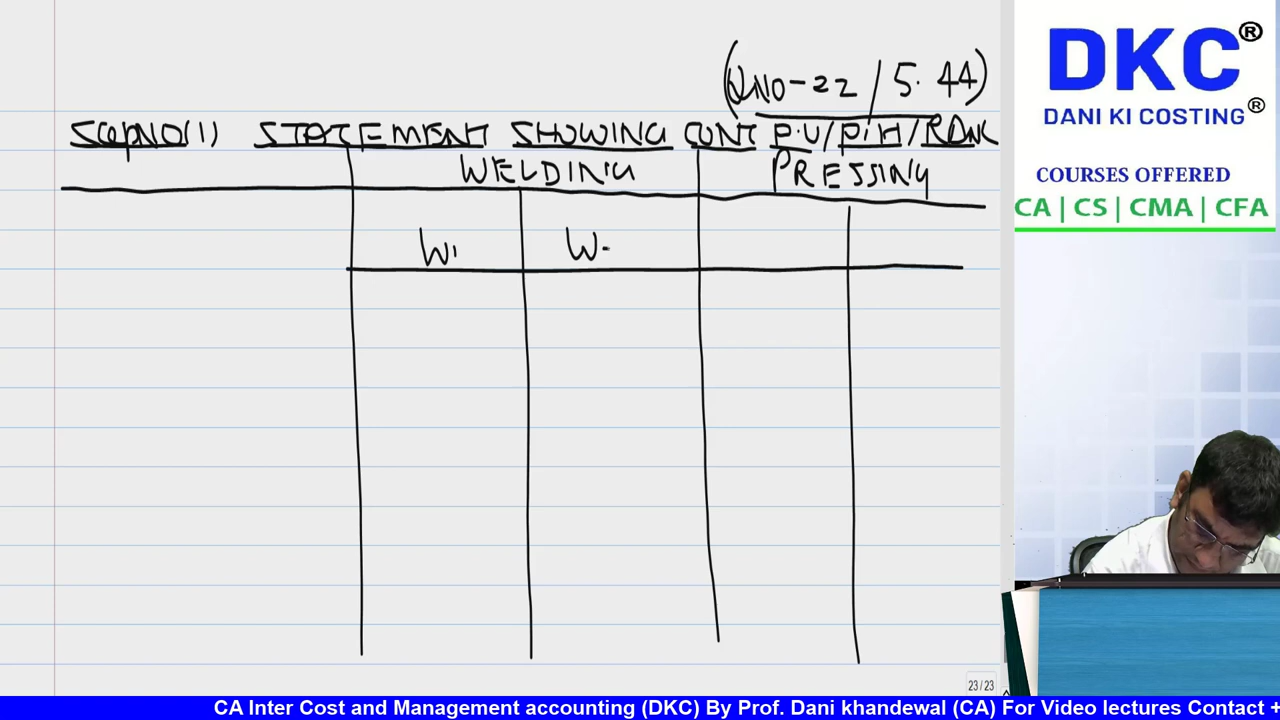 (QNO-22 / 5.44)
STATEMENT SHOWING CONT P.U/P.H/RANK
WELDING PRESSING
W1 W
DKC®
DANI KI COSTING®
COURSES OFFERED
CA | CS | CMA | CFA
23/23
CA Inter Cost and Management accounting (DKC) By Prof. Dani khandewal (CA) For Video lectures Contact +